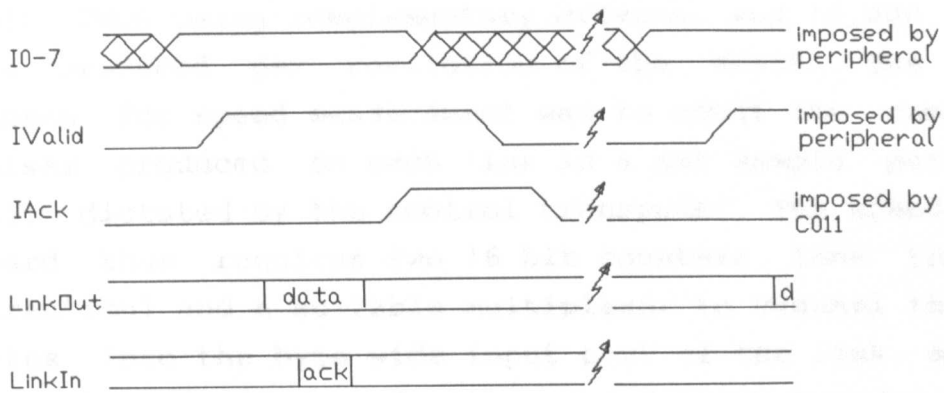 I0-7
imposed by
peripheral
IValid
imposed by
peripheral
IAck
imposed by
C011
LinkOut
data
d
LinkIn
ack